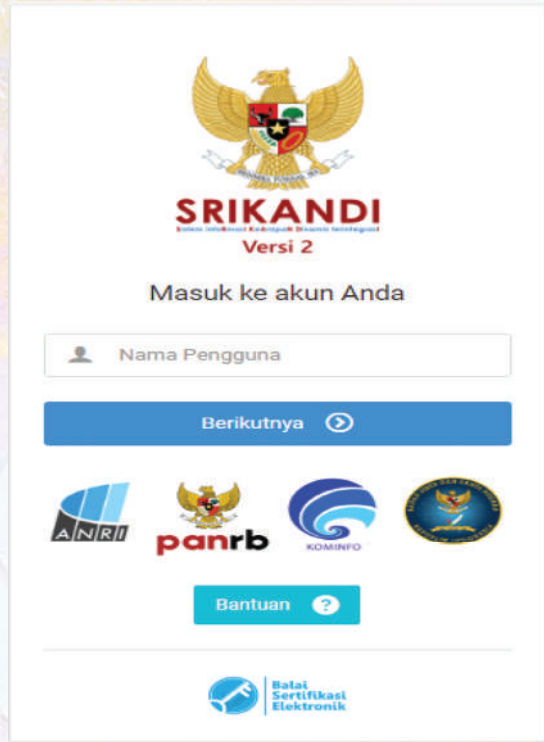 SRIKANDI
Sistem Informasi Kearsipan Dinamis Terintegrasi
Versi 2
Masuk ke akun Anda
Nama Pengguna
Berikutnya
ANRI
panrb
KOMINFO
Bantuan ?
Balai
Sertifikasi
Elektronik